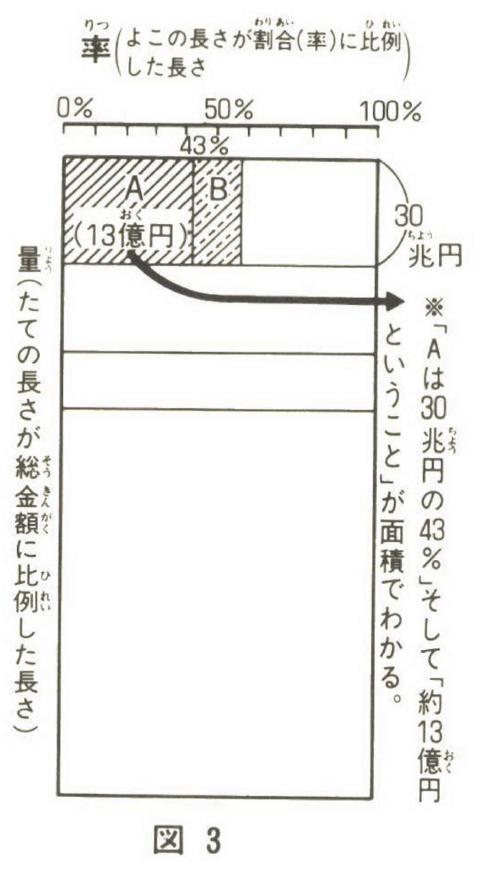 率(よこの長さが割合(率)に比例
した長さ)
0% 50% 100%
43%
A B
(13億円)
30
兆円
量(たての長さが総金額に比例した長さ)
※「Aは30兆円の43%」そして「約13億円
ということ」が面積でわかる。
図 3